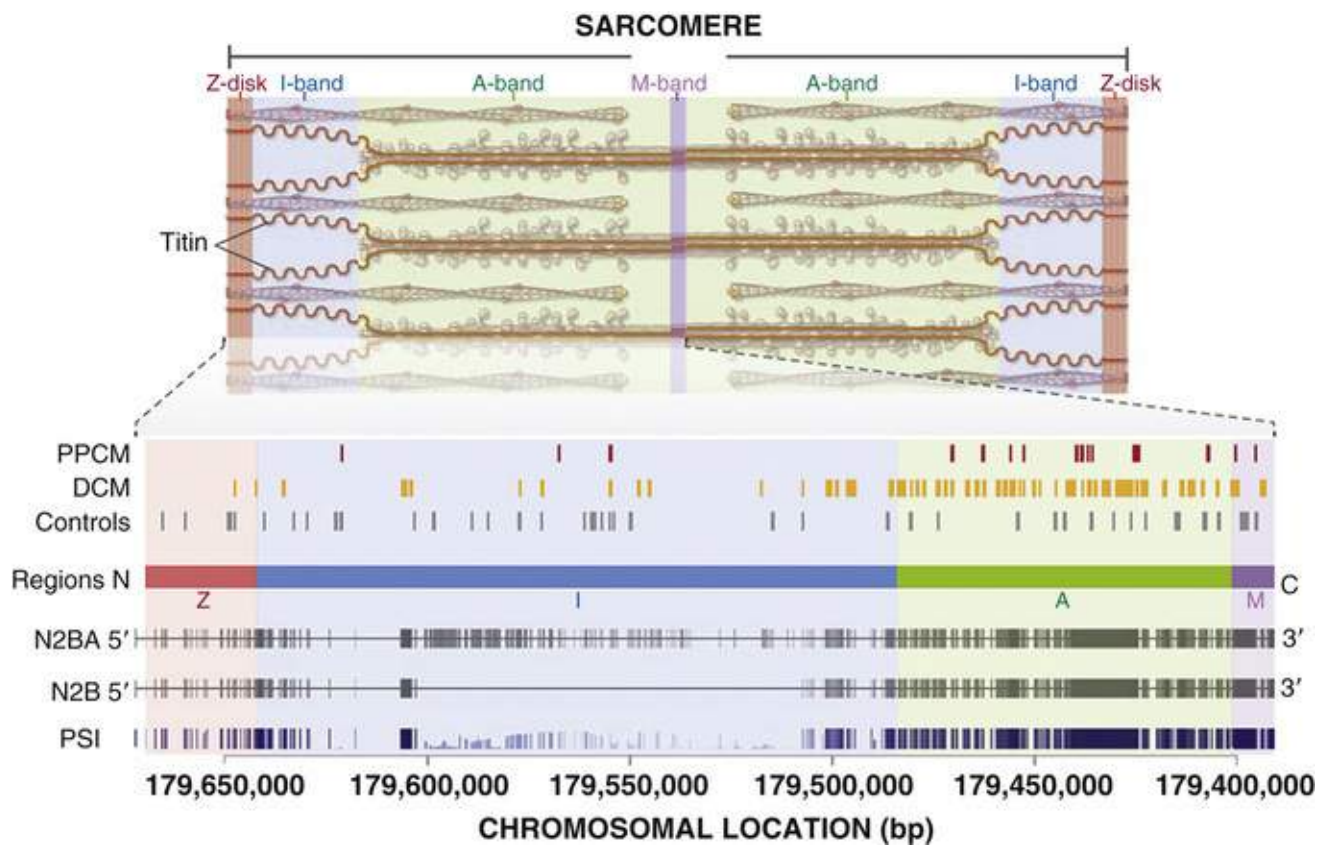 SARCOMERE
Z-disk I-band A-band M-band A-band I-band Z-disk
Titin
PPCM
DCM
Controls
Regions N C
Z I A M
N2BA 5′ 3′
N2B 5′ 3′
PSI
179,650,000 179,600,000 179,550,000 179,500,000 179,450,000 179,400,000
CHROMOSOMAL LOCATION (bp)